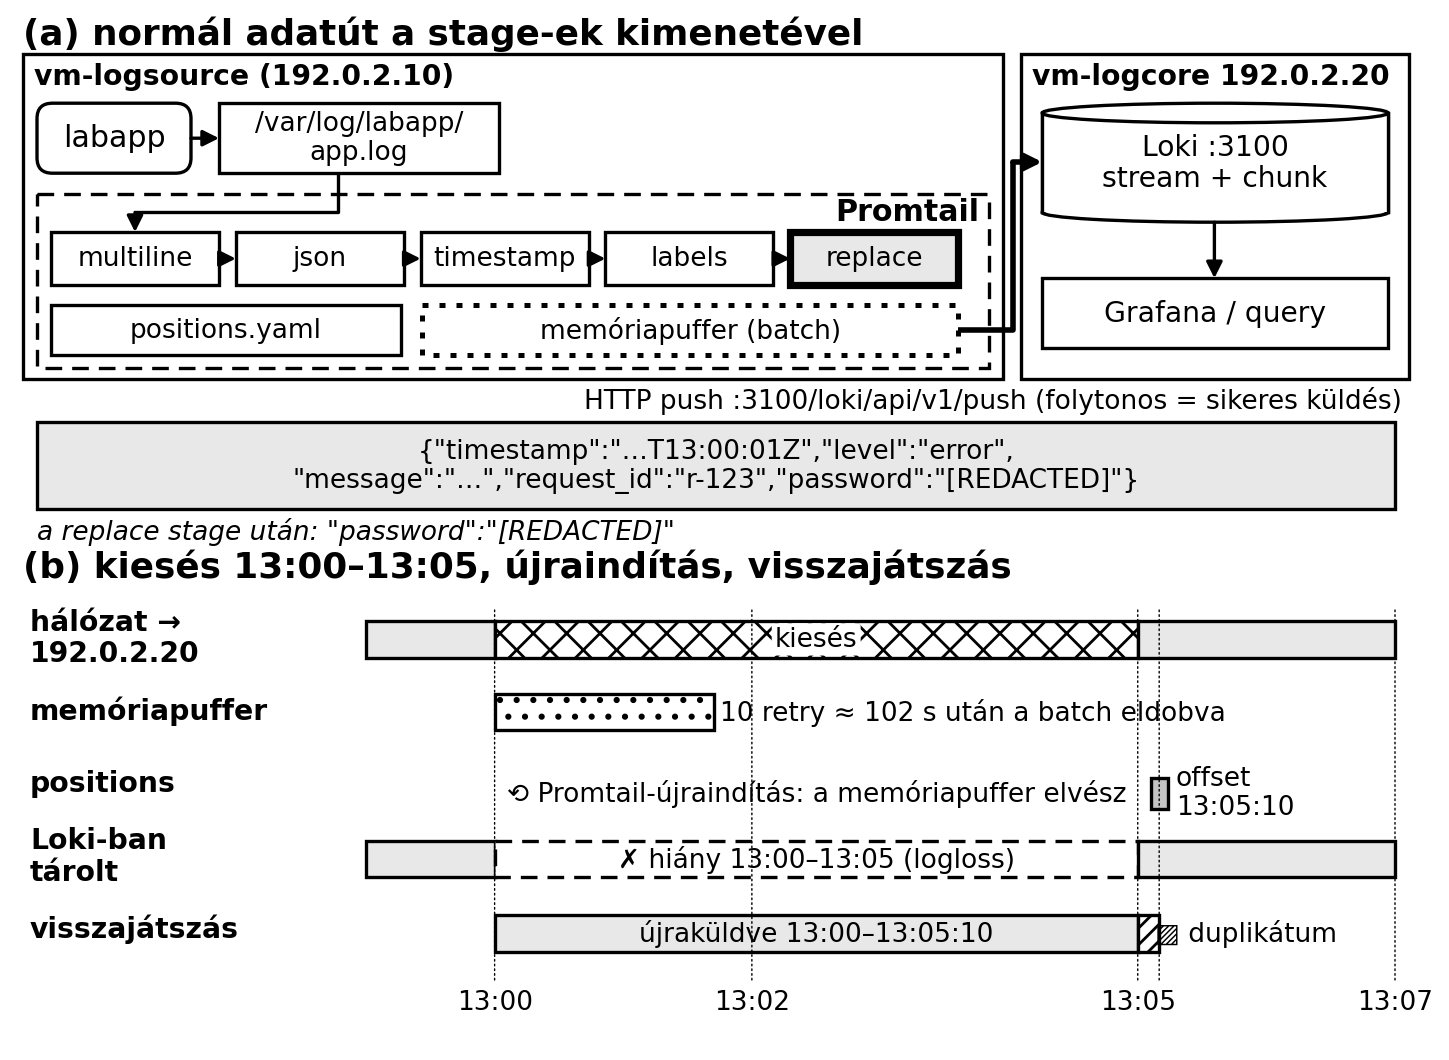 (a) normál adatút a stage-ek kimenetével
vm-logsource (192.0.2.10)
vm-logcore 192.0.2.20
labapp
/var/log/labapp/
app.log
Loki :3100
stream + chunk
Promtail
multiline
json
timestamp
labels
replace
positions.yaml
memóriapuffer (batch)
Grafana / query
HTTP push :3100/loki/api/v1/push (folytonos = sikeres küldés)
{"timestamp":"…T13:00:01Z","level":"error",
"message":"…","request_id":"r-123","password":"[REDACTED]"}
a replace stage után: "password":"[REDACTED]"
(b) kiesés 13:00–13:05, újraindítás, visszajátszás
hálózat →
192.0.2.20
kiesés
memóriapuffer
10 retry ≈ 102 s után a batch eldobva
positions
⟲ Promtail-újraindítás: a memóriapuffer elvész
offset
13:05:10
Loki-ban
tárolt
✗ hiány 13:00–13:05 (logloss)
visszajátszás
újraküldve 13:00–13:05:10
▨ duplikátum
13:00
13:02
13:05
13:07